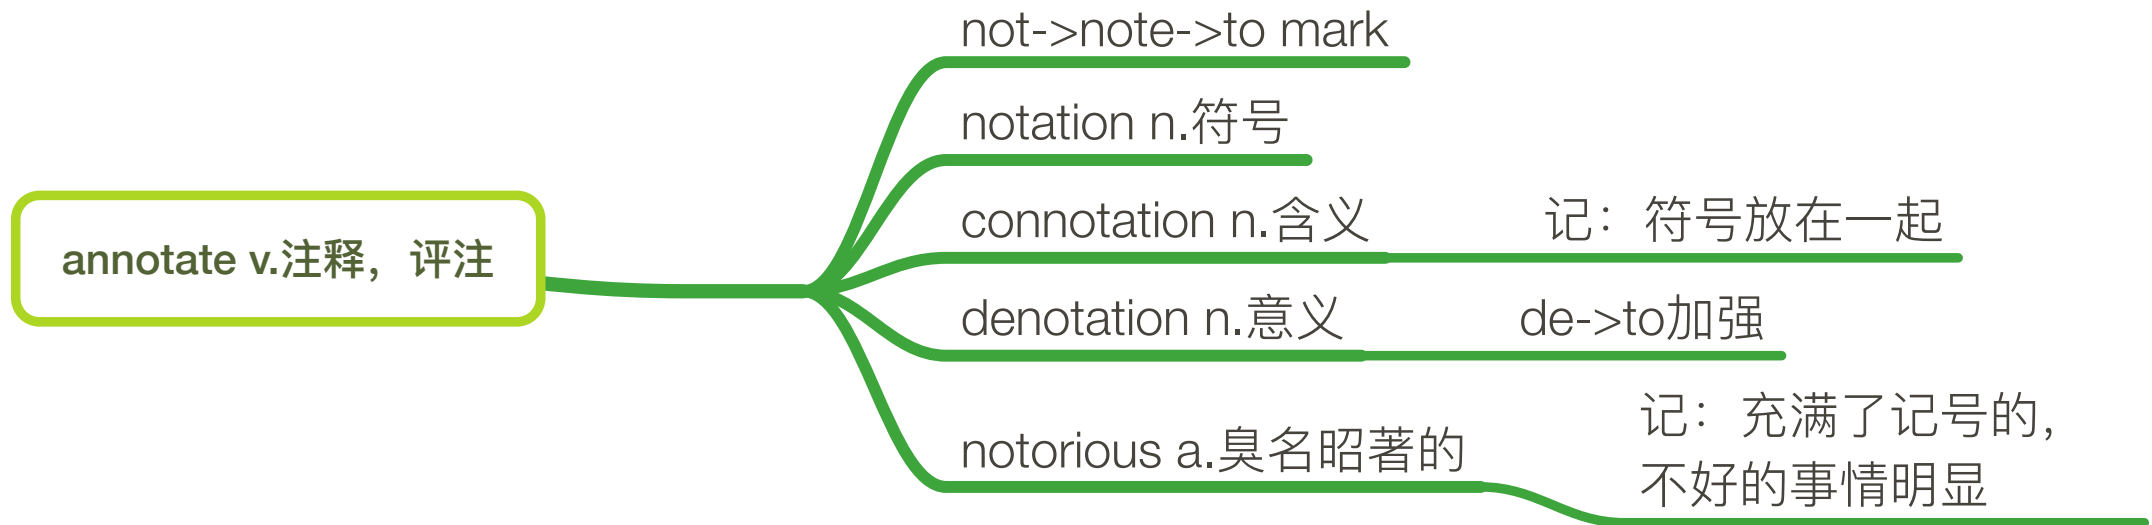 annotate v.注释，评注
not->note->to mark
notation n.符号
connotation n.含义
记：符号放在一起
denotation n.意义
de->to加强
notorious a.臭名昭著的
记：充满了记号的，
不好的事情明显